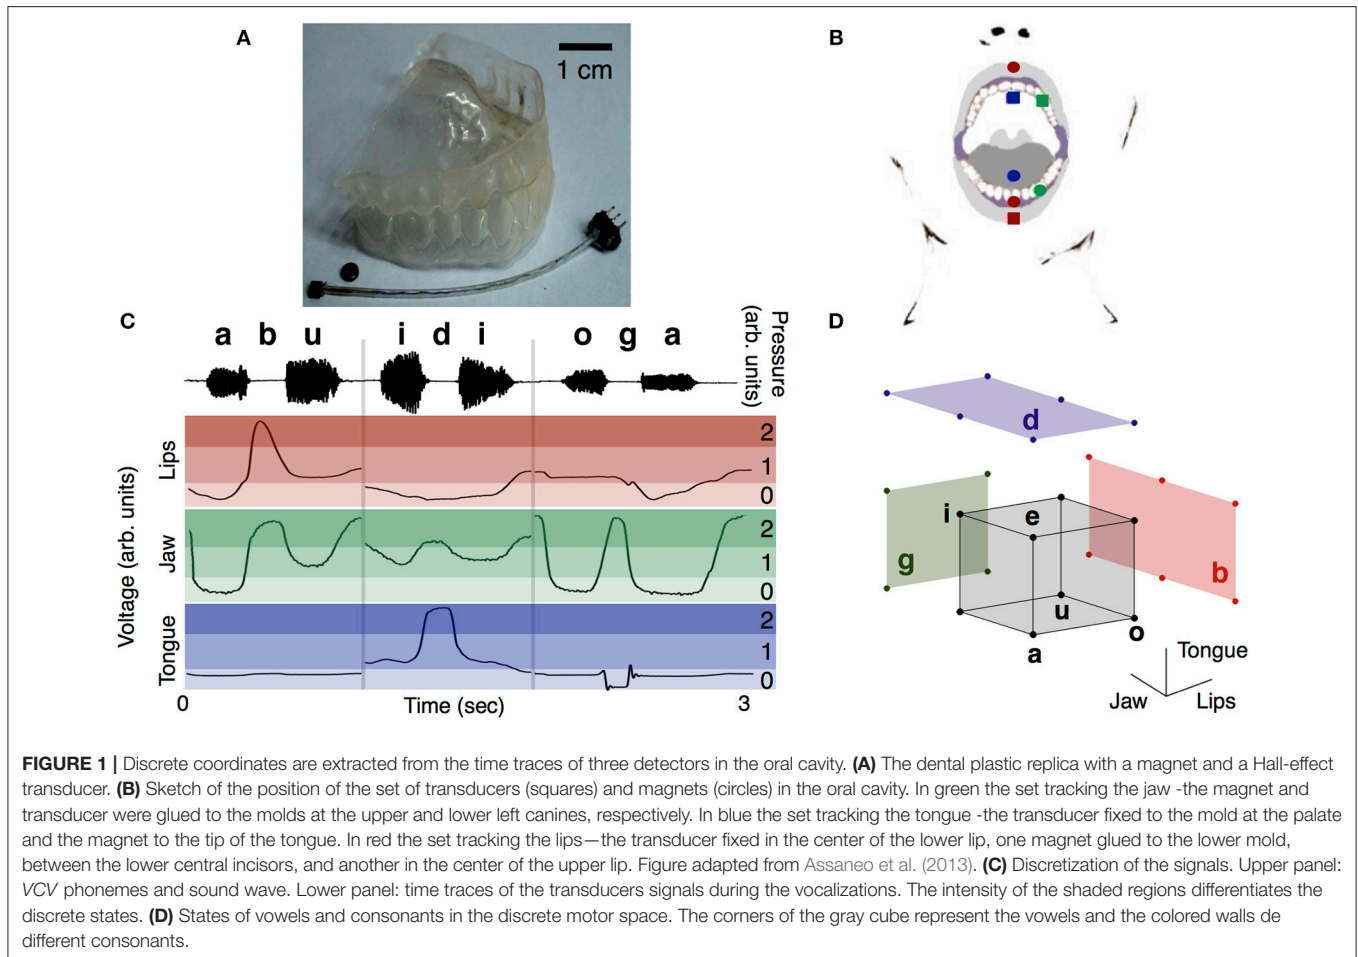 A
1 cm
B
C
a b u i d i o g a
Pressure
(arb. units)
Voltage (arb. units)
Lips
2
1
0
Jaw
2
1
0
Tongue
2
1
0
0
Time (sec)
3
D
d
i
e
g
b
u
o
a
Tongue
Jaw
Lips
FIGURE 1 | Discrete coordinates are extracted from the time traces of three detectors in the oral cavity. (A) The dental plastic replica with a magnet and a Hall-effect
transducer. (B) Sketch of the position of the set of transducers (squares) and magnets (circles) in the oral cavity. In green the set tracking the jaw -the magnet and
transducer were glued to the molds at the upper and lower left canines, respectively. In blue the set tracking the tongue -the transducer fixed to the mold at the palate
and the magnet to the tip of the tongue. In red the set tracking the lips—the transducer fixed in the center of the lower lip, one magnet glued to the lower mold,
between the lower central incisors, and another in the center of the upper lip. Figure adapted from Assaneo et al. (2013). (C) Discretization of the signals. Upper panel:
VCV phonemes and sound wave. Lower panel: time traces of the transducers signals during the vocalizations. The intensity of the shaded regions differentiates the
discrete states. (D) States of vowels and consonants in the discrete motor space. The corners of the gray cube represent the vowels and the colored walls de
different consonants.